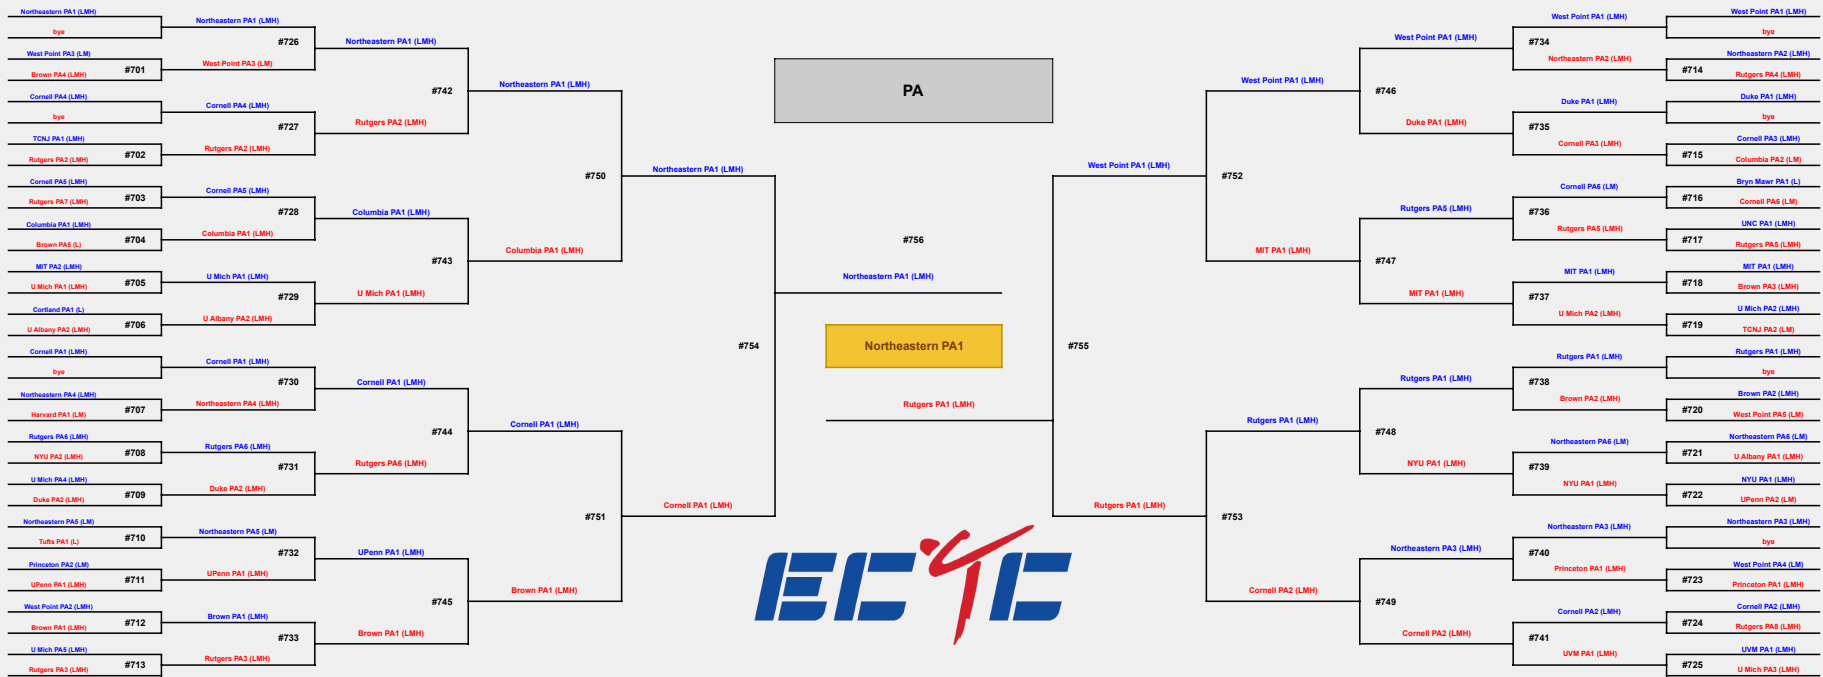 Northeastern PA1 (LMH)
bye
West Point PA3 (LM)
Brown PA4 (LMH)
#701
Cornell PA4 (LMH)
bye
TCNJ PA1 (LMH)
Rutgers PA2 (LMH)
#702
Cornell PA5 (LMH)
Rutgers PA7 (LMH)
#703
Columbia PA1 (LMH)
Brown PA5 (L)
#704
MIT PA2 (LMH)
U Mich PA1 (LMH)
#705
Cortland PA1 (L)
U Albany PA2 (LMH)
#706
Cornell PA1 (LMH)
bye
Northeastern PA4 (LMH)
Harvard PA1 (LM)
#707
Rutgers PA6 (LMH)
NYU PA2 (LMH)
#708
U Mich PA4 (LMH)
Duke PA2 (LMH)
#709
Northeastern PA5 (LM)
Tufts PA1 (L)
#710
Princeton PA2 (LM)
UPenn PA1 (LMH)
#711
West Point PA2 (LMH)
Brown PA1 (LMH)
#712
U Mich PA5 (LMH)
Rutgers PA3 (LMH)
#713
Northeastern PA1 (LMH)
#726
West Point PA3 (LM)
Cornell PA4 (LMH)
#727
Rutgers PA2 (LMH)
Cornell PA5 (LMH)
#728
Columbia PA1 (LMH)
U Mich PA1 (LMH)
#729
U Albany PA2 (LMH)
Cornell PA1 (LMH)
#730
Northeastern PA4 (LMH)
Rutgers PA6 (LMH)
#731
Duke PA2 (LMH)
Northeastern PA5 (LM)
#732
UPenn PA1 (LMH)
Brown PA1 (LMH)
#733
Rutgers PA3 (LMH)
Northeastern PA1 (LMH)
#742
Rutgers PA2 (LMH)
Columbia PA1 (LMH)
#743
U Mich PA1 (LMH)
Cornell PA1 (LMH)
#744
Rutgers PA6 (LMH)
UPenn PA1 (LMH)
#745
Brown PA1 (LMH)
Northeastern PA1 (LMH)
#750
Columbia PA1 (LMH)
Cornell PA1 (LMH)
#751
Brown PA1 (LMH)
Northeastern PA1 (LMH)
#754
Cornell PA1 (LMH)
PA
#756
Northeastern PA1 (LMH)
Northeastern PA1
Rutgers PA1 (LMH)
ECTC
West Point PA1 (LMH)
#755
Rutgers PA1 (LMH)
West Point PA1 (LMH)
#752
MIT PA1 (LMH)
Rutgers PA1 (LMH)
#753
Cornell PA2 (LMH)
West Point PA1 (LMH)
#746
Duke PA1 (LMH)
Rutgers PA5 (LMH)
#747
MIT PA1 (LMH)
Rutgers PA1 (LMH)
#748
NYU PA1 (LMH)
Northeastern PA3 (LMH)
#749
Cornell PA2 (LMH)
West Point PA1 (LMH)
#734
Northeastern PA2 (LMH)
Duke PA1 (LMH)
#735
Cornell PA3 (LMH)
Cornell PA6 (LM)
#736
Rutgers PA5 (LMH)
MIT PA1 (LMH)
#737
U Mich PA2 (LMH)
Rutgers PA1 (LMH)
#738
Brown PA2 (LMH)
Northeastern PA6 (LM)
#739
NYU PA1 (LMH)
Northeastern PA3 (LMH)
#740
Princeton PA1 (LMH)
Cornell PA2 (LMH)
#741
UVM PA1 (LMH)
West Point PA1 (LMH)
bye
Northeastern PA2 (LMH)
#714
Rutgers PA4 (LMH)
Duke PA1 (LMH)
bye
Cornell PA3 (LMH)
#715
Columbia PA2 (LM)
Bryn Mawr PA1 (L)
#716
Cornell PA6 (LM)
UNC PA1 (LMH)
#717
Rutgers PA5 (LMH)
MIT PA1 (LMH)
#718
Brown PA3 (LMH)
U Mich PA2 (LMH)
#719
TCNJ PA2 (LM)
Rutgers PA1 (LMH)
bye
Brown PA2 (LMH)
#720
West Point PA5 (LM)
Northeastern PA6 (LM)
#721
U Albany PA1 (LMH)
NYU PA1 (LMH)
#722
UPenn PA2 (LM)
Northeastern PA3 (LMH)
bye
West Point PA4 (LM)
#723
Princeton PA1 (LMH)
Cornell PA2 (LMH)
#724
Rutgers PA8 (LMH)
UVM PA1 (LMH)
#725
U Mich PA3 (LMH)